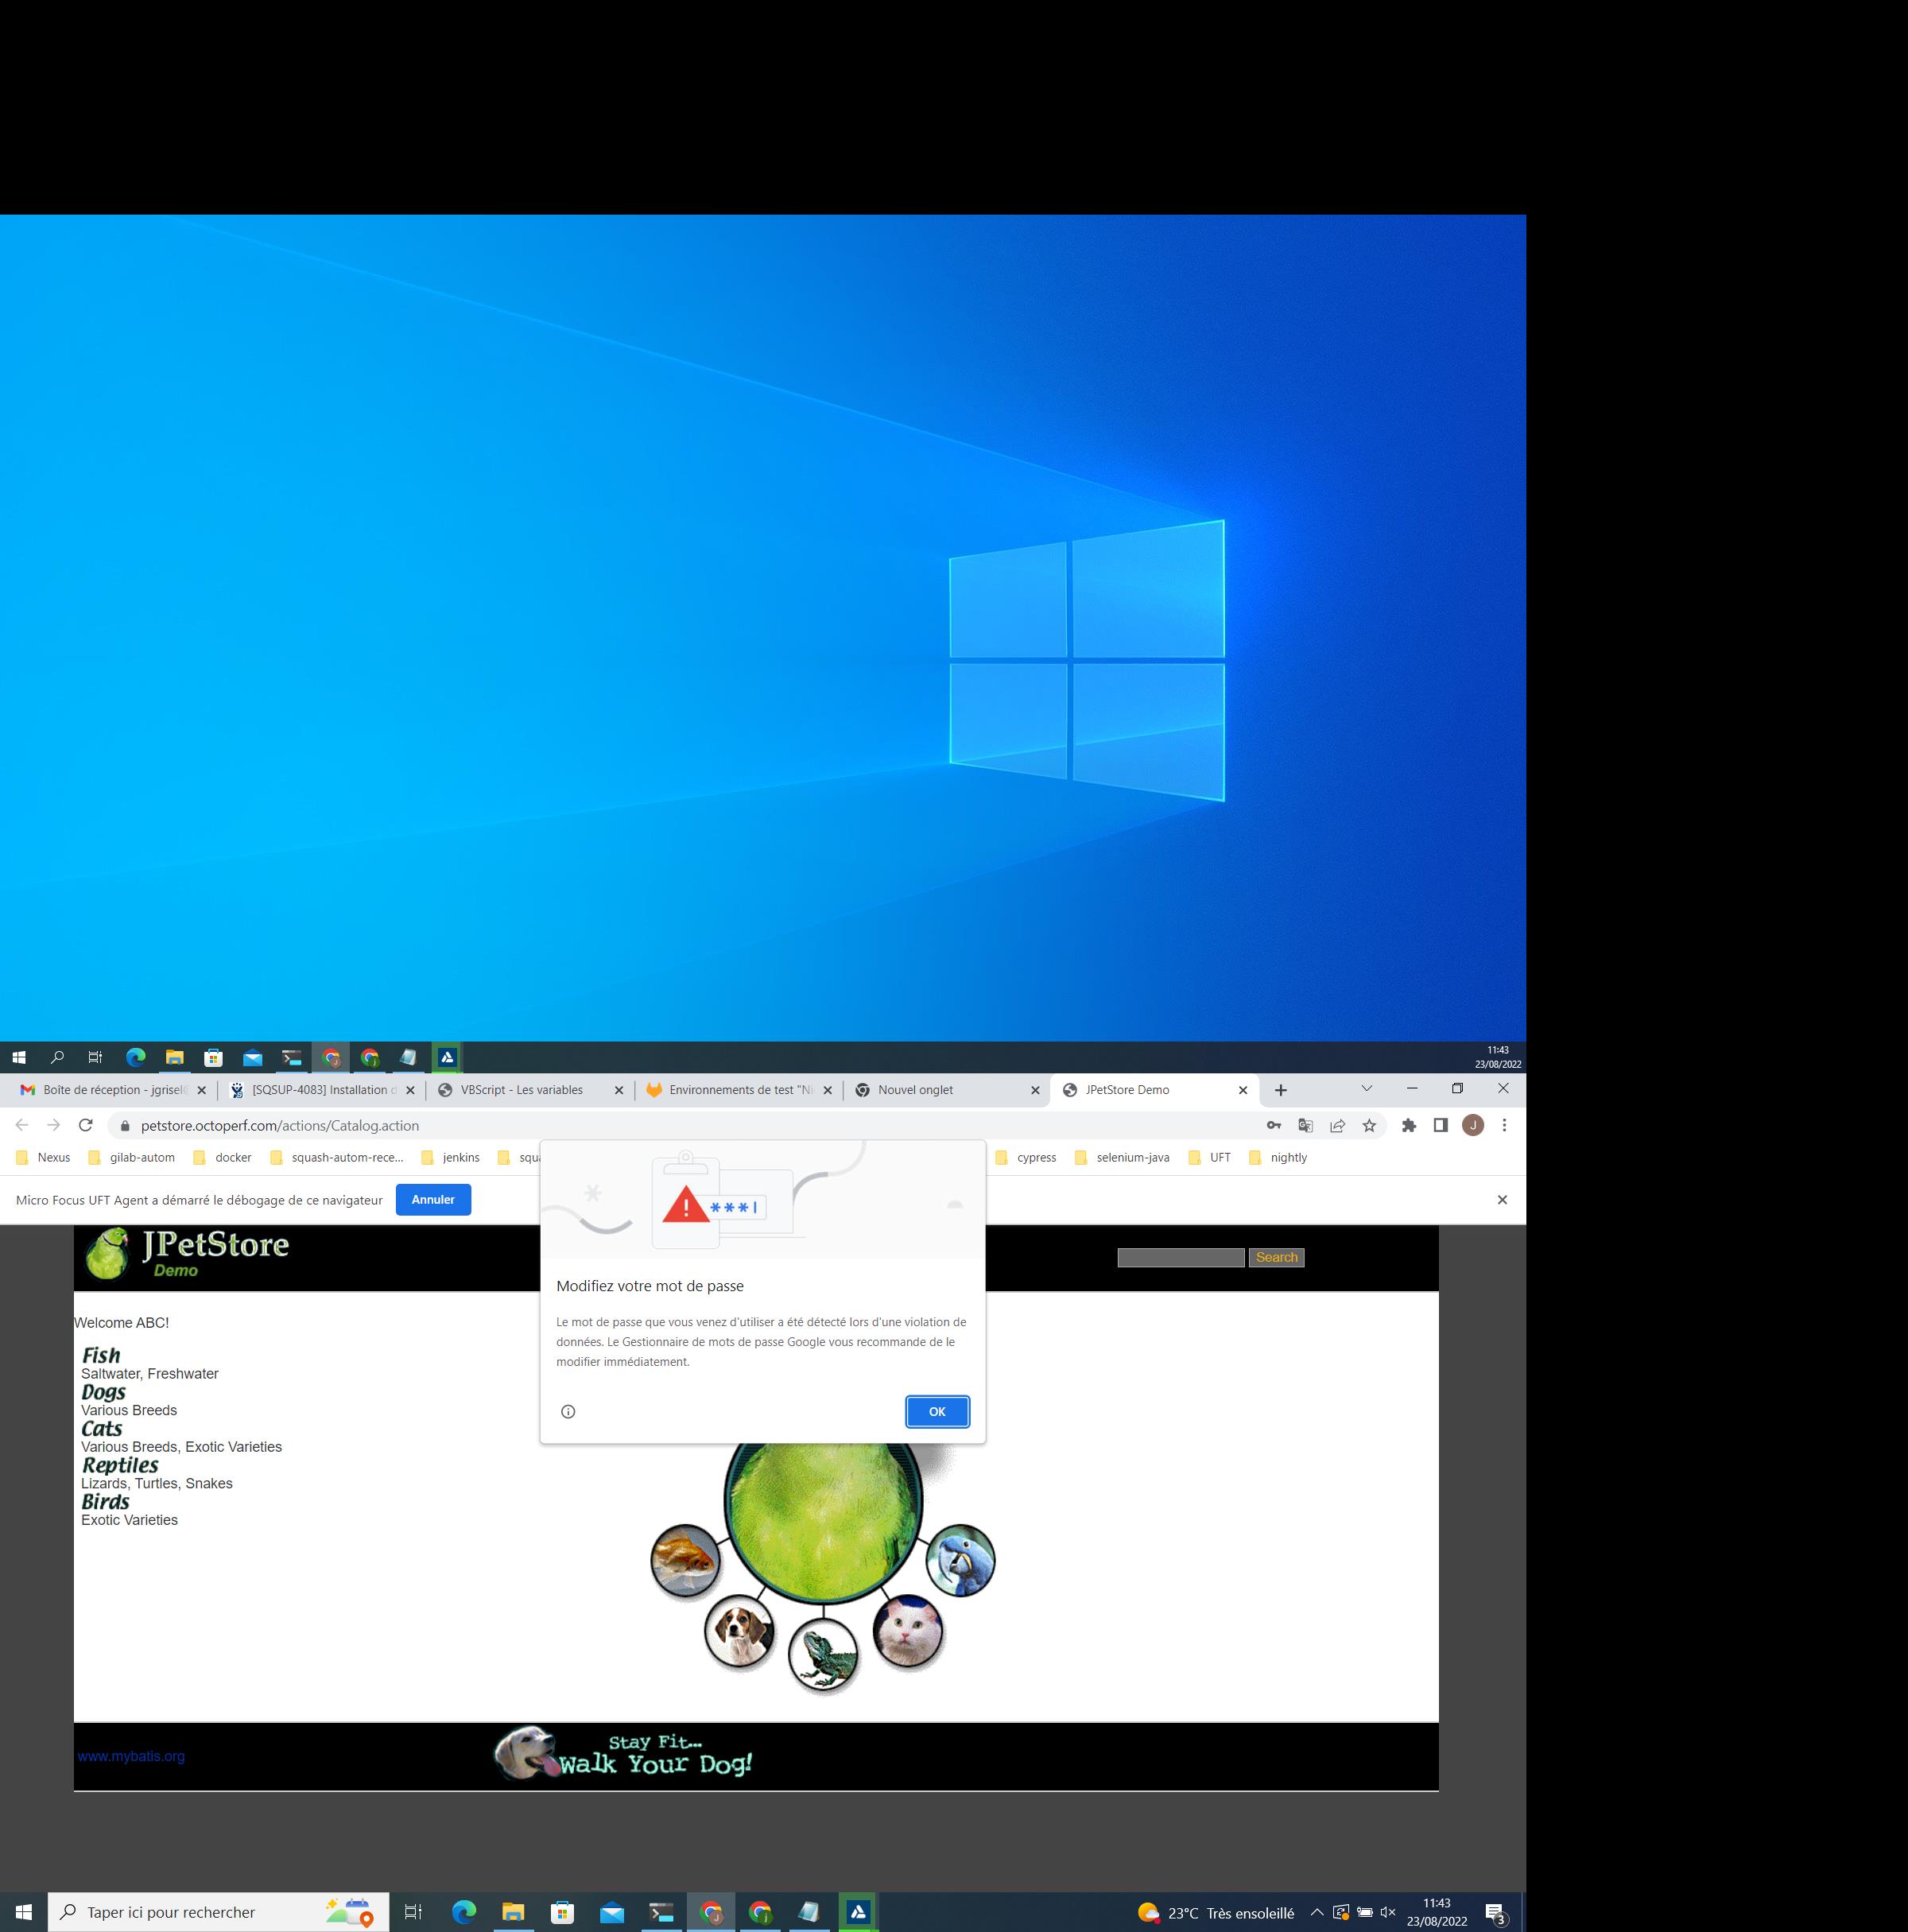 11:43
23/08/2022
Boîte de réception - jgrisel@
[SQSUP-4083] Installation d
VBScript - Les variables
Environnements de test "Ni
Nouvel onglet
JPetStore Demo
petstore.octoperf.com/actions/Catalog.action
J
Nexus
gilab-autom
docker
squash-autom-rece...
jenkins
squa
cypress
selenium-java
UFT
nightly
Micro Focus UFT Agent a démarré le débogage de ce navigateur
Annuler
***|
JPetStore
Demo
Search
Modifiez votre mot de passe
Le mot de passe que vous venez d'utiliser a été détecté lors d'une violation de
données. Le Gestionnaire de mots de passe Google vous recommande de le
modifier immédiatement.
OK
Welcome ABC!
Fish
Saltwater, Freshwater
Dogs
Various Breeds
Cats
Various Breeds, Exotic Varieties
Reptiles
Lizards, Turtles, Snakes
Birds
Exotic Varieties
www.mybatis.org
Stay Fit...
Walk Your Dog!
Taper ici pour rechercher
23°C Très ensoleillé
11:43
23/08/2022
3